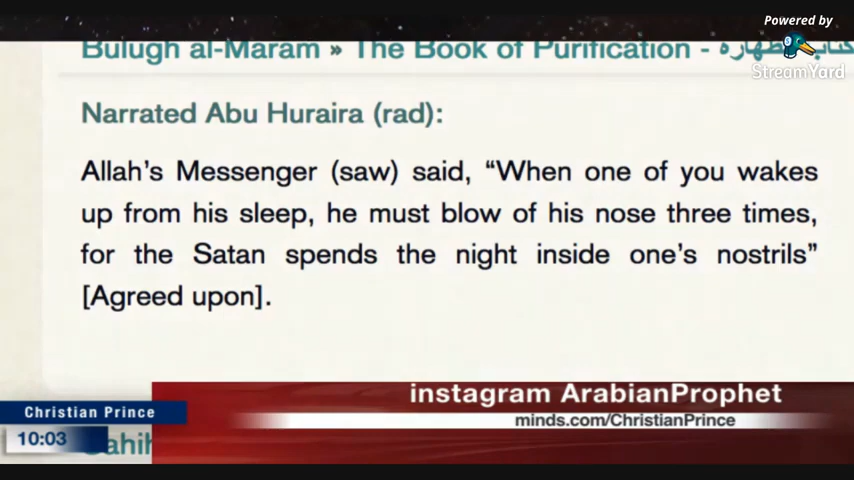 Powered by
StreamYard
Bulugh al-Maram » The Book of Purification -
Narrated Abu Huraira (rad):
Allah's Messenger (saw) said, “When one of you wakes
up from his sleep, he must blow of his nose three times,
for the Satan spends the night inside one's nostrils”
[Agreed upon].
instagram ArabianProphet
Christian Prince
minds.com/ChristianPrince
10:03